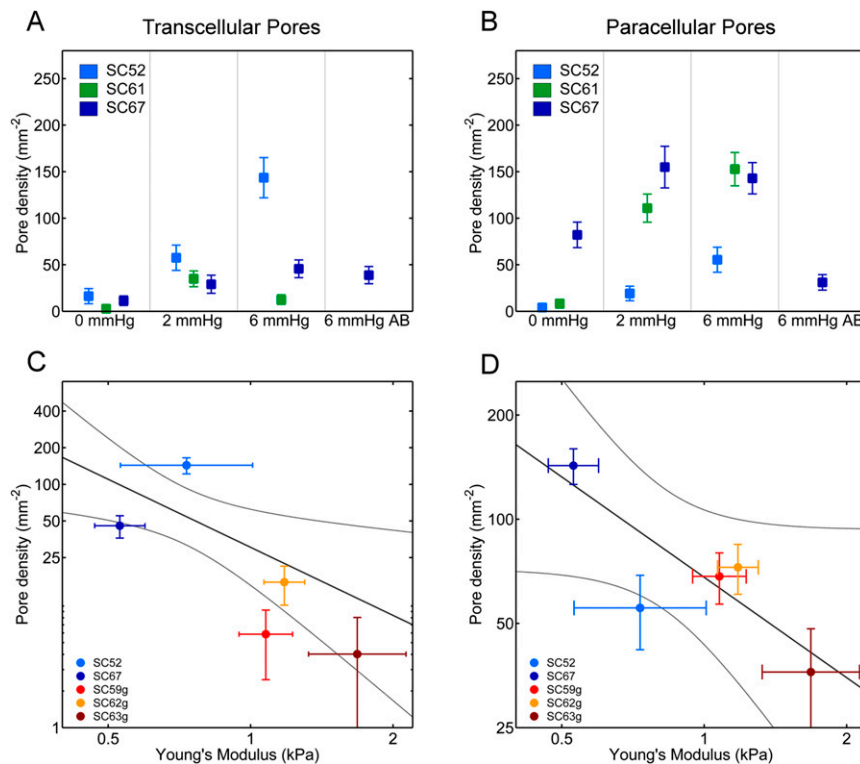 A
Transcellular Pores
Pore density (mm⁻²)
250
200
150
100
50
0
SC52
SC61
SC67
0 mmHg 2 mmHg 6 mmHg 6 mmHg AB
B
Paracellular Pores
Pore density (mm⁻²)
250
200
150
100
50
0
SC52
SC61
SC67
0 mmHg 2 mmHg 6 mmHg 6 mmHg AB
C
Pore density (mm⁻²)
400
200
100
50
25
1
SC52
SC67
SC59g
SC62g
SC63g
0.5 1 2
Young's Modulus (kPa)
D
Pore density (mm⁻²)
200
100
50
25
SC52
SC67
SC59g
SC62g
SC63g
0.5 1 2
Young's Modulus (kPa)